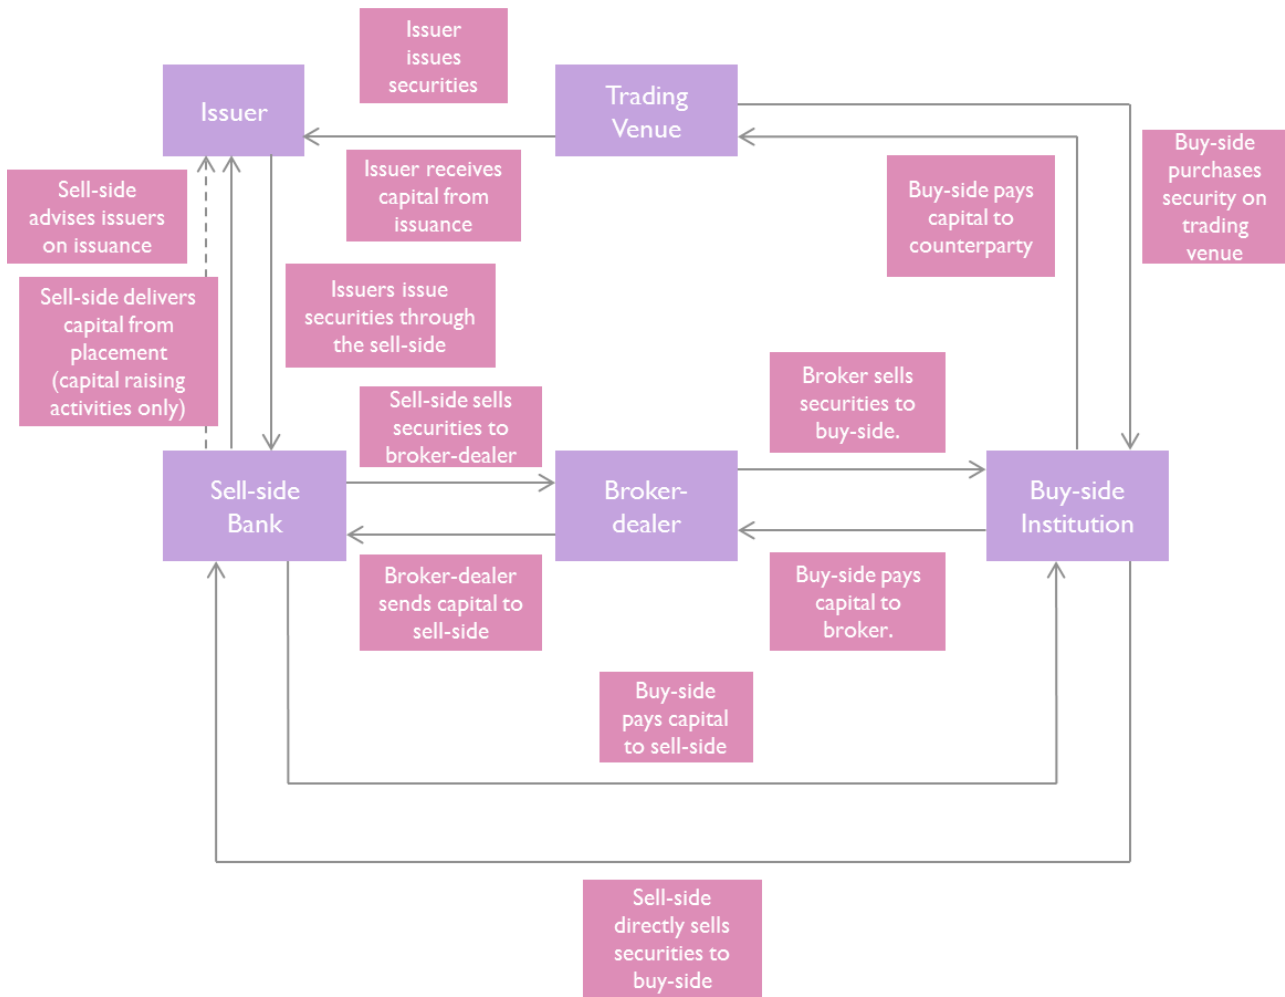 Issuer
issues
securities
Issuer
Trading
Venue
Issuer receives
capital from
issuance
Buy-side pays
capital to
counterparty
Buy-side
purchases
security on
trading
venue
Sell-side
advises issuers
on issuance
Sell-side delivers
capital from
placement
(capital raising
activities only)
Issuers issue
securities through
the sell-side
Sell-side sells
securities to
broker-dealer
Broker sells
securities to
buy-side.
Sell-side
Bank
Broker-
dealer
Buy-side
Institution
Broker-dealer
sends capital to
sell-side
Buy-side pays
capital to
broker.
Buy-side
pays capital
to sell-side
Sell-side
directly sells
securities to
buy-side